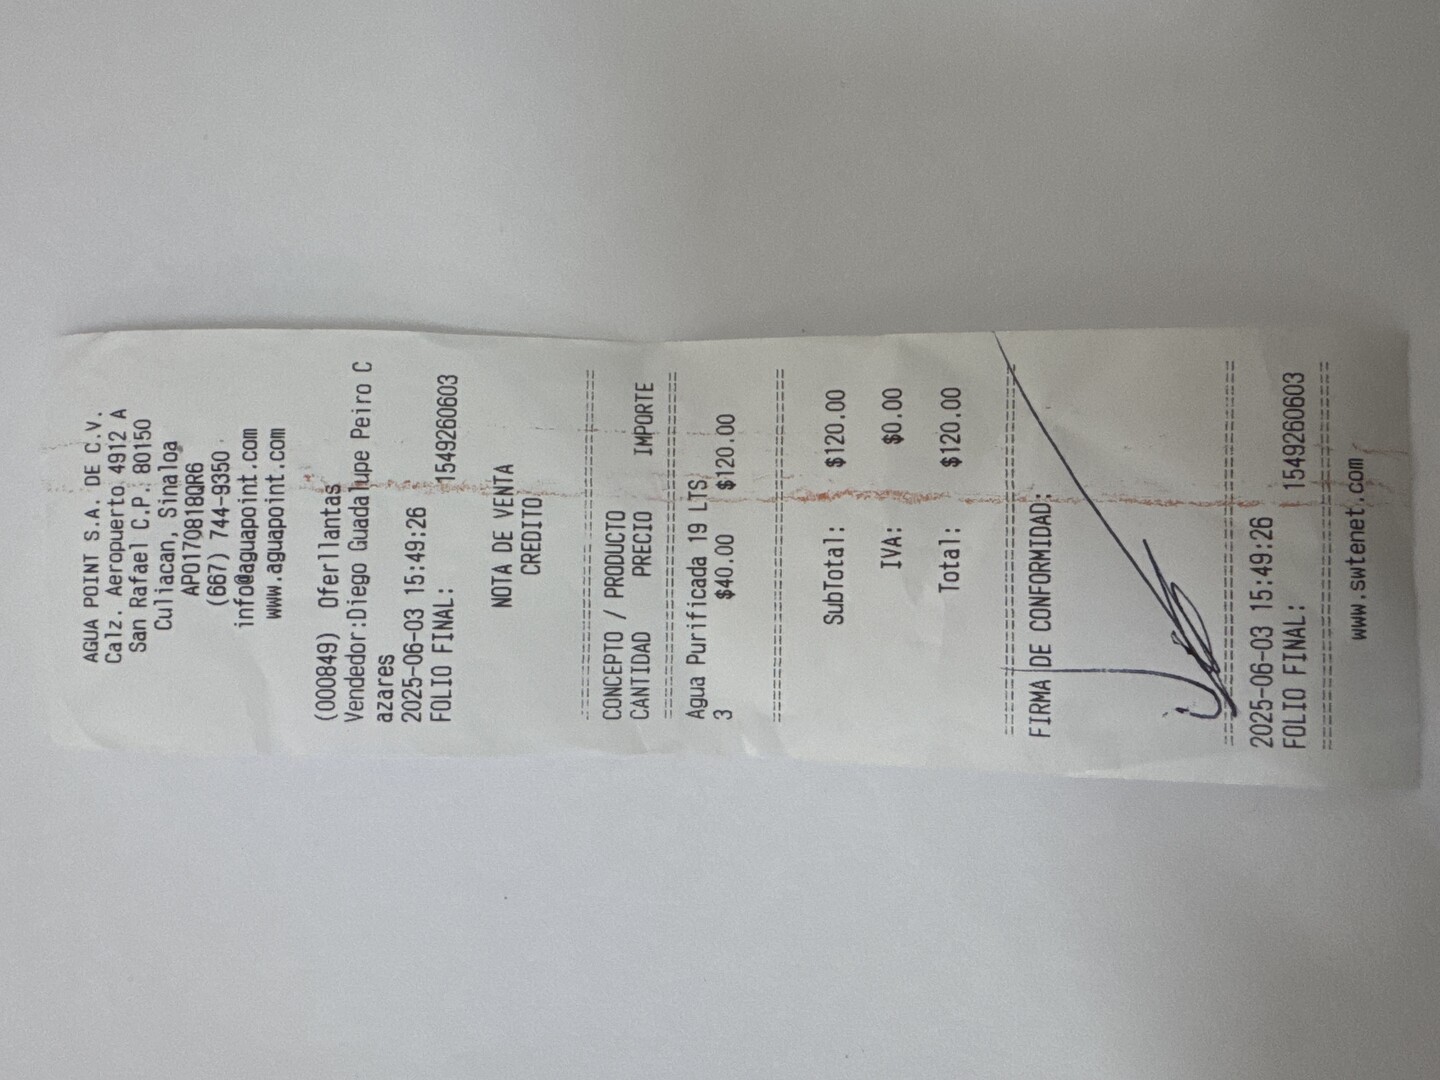 AGUA POINT S.A. DE C.V.
Calz. Aeropuerto 4912 A
San Rafael C.P. 80150
Culiacan, Sinaloa
APO170818QR6
(667) 744-9350
info@aguapoint.com
www.aguapoint.com
(000849) Oferllantas
Vendedor:Diego Guadalupe Peiro C
azares
2025-06-03 15:49:26
FOLIO FINAL: 1549260603
NOTA DE VENTA
CREDITO
================================
CONCEPTO / PRODUCTO
CANTIDAD PRECIO IMPORTE
================================
Agua Purificada 19 LTS
3 $40.00 $120.00
================================
SubTotal: $120.00
IVA: $0.00
Total: $120.00
================================
FIRMA DE CONFORMIDAD:
================================
2025-06-03 15:49:26
FOLIO FINAL: 1549260603
================================
www.swtenet.com